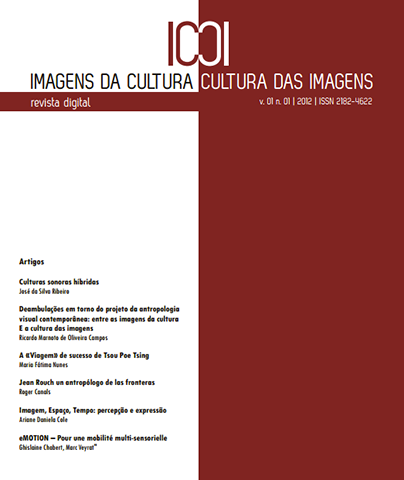 ICCI
IMAGENS DA CULTURA CULTURA DAS IMAGENS
revista digital
v. 01 n. 01 | 2012 | ISSN 2182-4622
Artigos
Culturas sonoras híbridas
José da Silva Ribeiro
Deambulações em torno do projeto da antropologia
visual contemporânea: entre as imagens da cultura
E a cultura das imagens
Ricardo Marnoto de Oliveira Campos
A «Viagem» de sucesso de Tsou Poe Tsing
Maria Fátima Nunes
Jean Rouch un antropólogo de las fronteras
Roger Canals
Imagem, Espaço, Tempo: percepção e expressão
Ariane Daniela Cole
eMOTION – Pour une mobilité multi-sensorielle
Ghislaine Chabert, Marc Veyrat